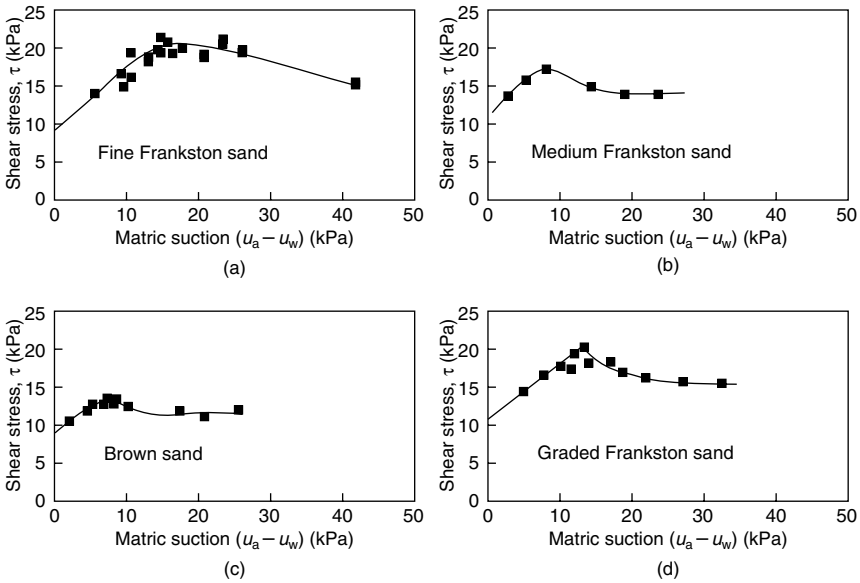 25
20
15
10
5
0
Shear stress, τ (kPa)
Fine Frankston sand
0 10 20 30 40 50
Matric suction (uₐ − u_w) (kPa)
(a)
25
20
15
10
5
0
Shear stress, τ (kPa)
Medium Frankston sand
0 10 20 30 40 50
Matric suction (uₐ − u_w) (kPa)
(b)
25
20
15
10
5
0
Shear stress, τ (kPa)
Brown sand
0 10 20 30 40 50
Matric suction (uₐ − u_w) (kPa)
(c)
25
20
15
10
5
0
Shear stress, τ (kPa)
Graded Frankston sand
0 10 20 30 40 50
Matric suction (uₐ − u_w) (kPa)
(d)